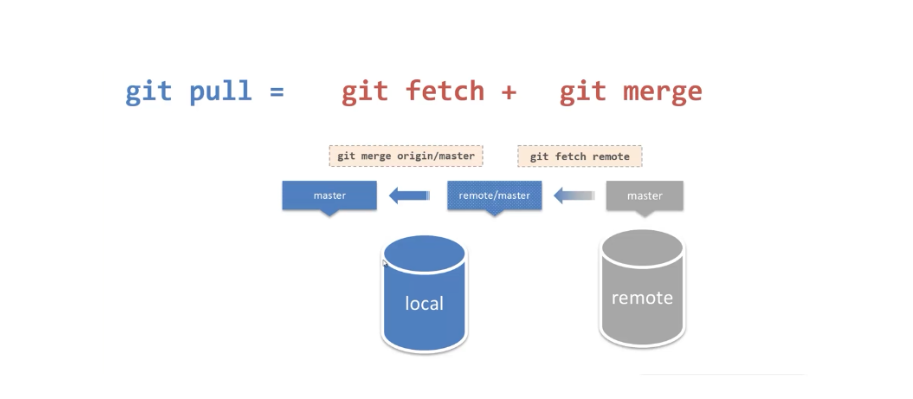 git pull = git fetch + git merge
git merge origin/master
git fetch remote
master
remote/master
master
local
remote